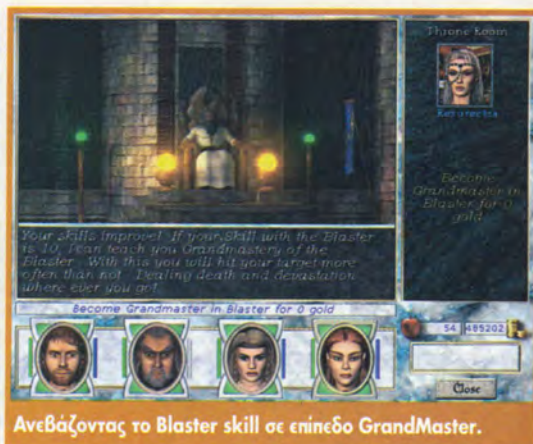 Throne Room
Become
Grandmaster in
Blaster for 0
gold
Your skills improve! If your Skill with the Blaster
is 10, I can teach you Grandmastery of the
Blaster. With this you will hit your target more
often than not. Dealing death and devastation
where ever you go!
Become Grandmaster in Blaster for 0 gold
54 485202
Close
Ανεβάζοντας το Blaster skill σε επίπεδο GrandMaster.